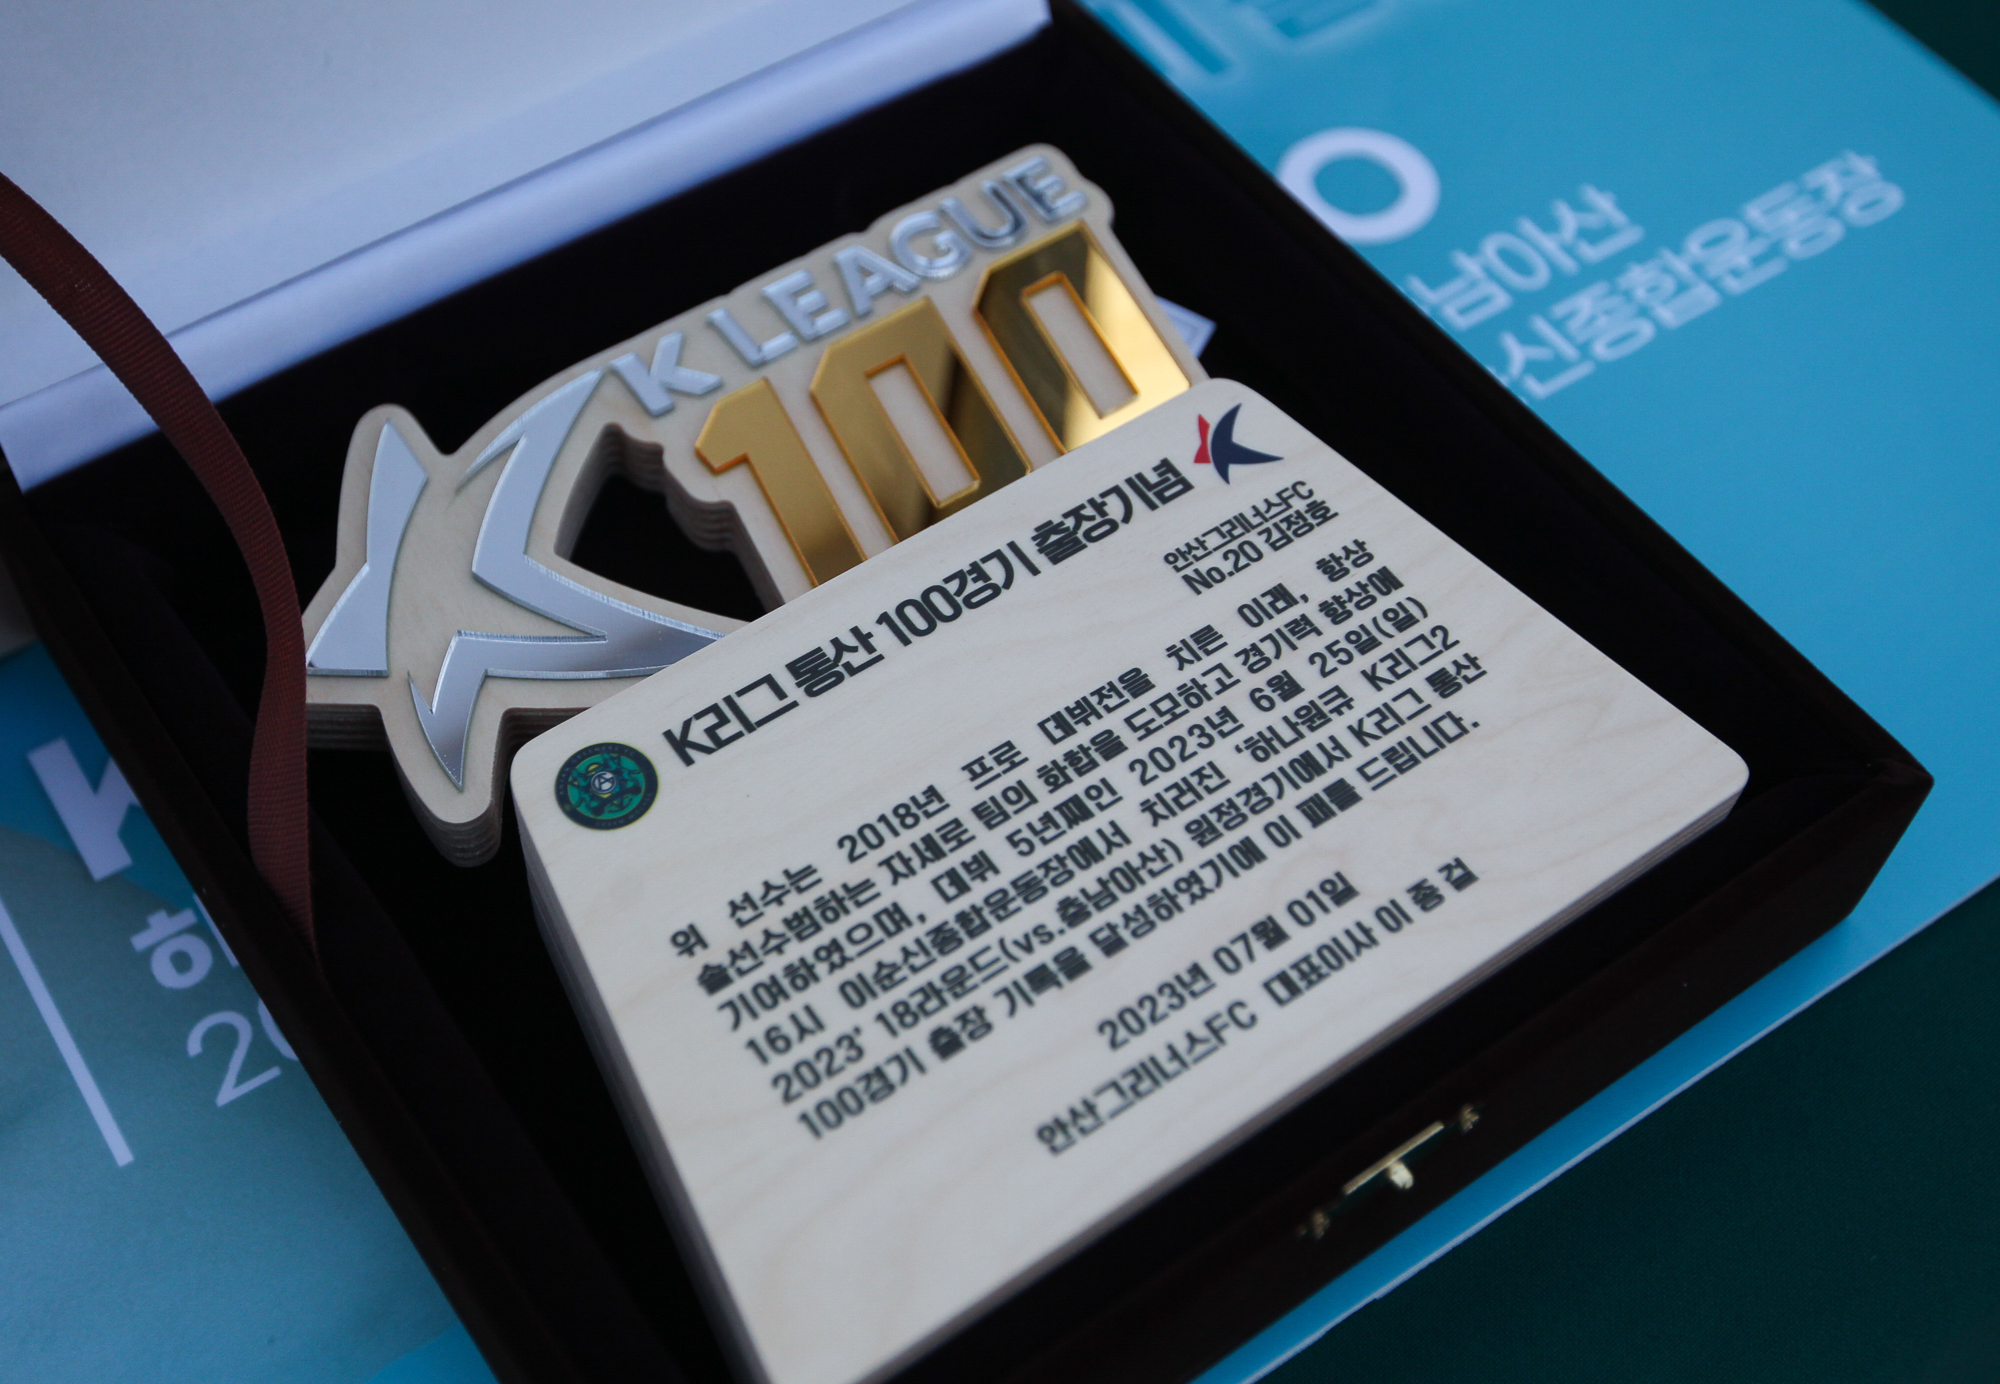 K LEAGUE
100
K리그 통산 100경기 출장기념
안산그리너스FC
No.20 김정호
위 선수는 2018년 프로 데뷔전을 치른 이래, 항상
솔선수범하는 자세로 팀의 화합을 도모하고 경기력 향상에
기여하였으며, 데뷔 5년째인 2023년 6월 25일(일)
16시 이순신종합운동장에서 치러진 ‘하나원큐 K리그2
2023’ 18라운드(vs.충남아산) 원정경기에서 K리그 통산
100경기 출장 기록을 달성하였기에 이 패를 드립니다.
2023년 07월 01일
안산그리너스FC 대표이사 이 종 걸
남아산
신종합운동장